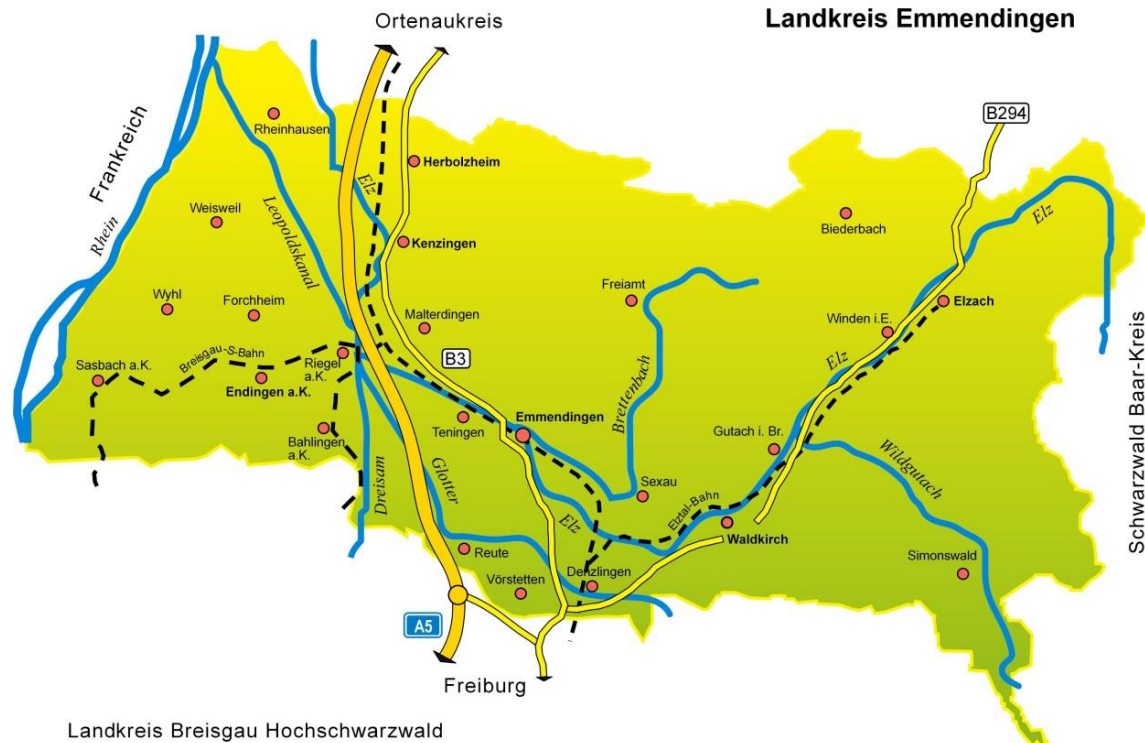 Ortenaukreis
Landkreis Emmendingen
B294
Rheinhausen
Frankreich
Herbolzheim
Elz
Weisweil
Leopoldskanal
Rhein
Kenzingen
Biederbach
Elz
Wyhl
Forchheim
Malterdingen
Freiamt
Elzach
Winden i.E.
B3
Breisgau-S-Bahn
Sasbach a.K.
Riegel
a.K.
Endingen a.K.
Elz
Brettenbach
Schwarzwald Baar-Kreis
Emmendingen
Teningen
Bahlingen
a.K.
Gutach i. Br.
Wildgutach
Dreisam
Glotter
Sexau
Elz
Elztal-Bahn
Waldkirch
Reute
Simonswald
Vörstetten
Denzlingen
A5
Freiburg
Landkreis Breisgau Hochschwarzwald